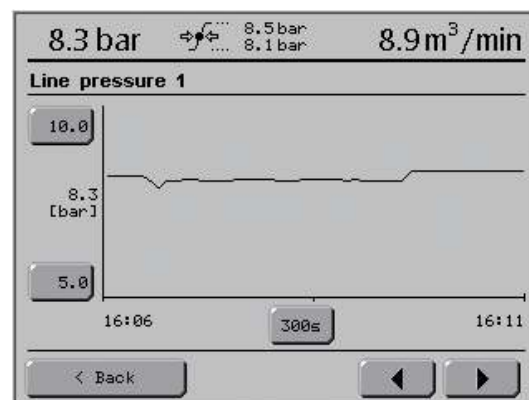 8.3 bar 8.5 bar 8.9 m³/min
8.1 bar
Line pressure 1
10.0
8.3
[bar]
5.0
16:06 300s 16:11
< Back